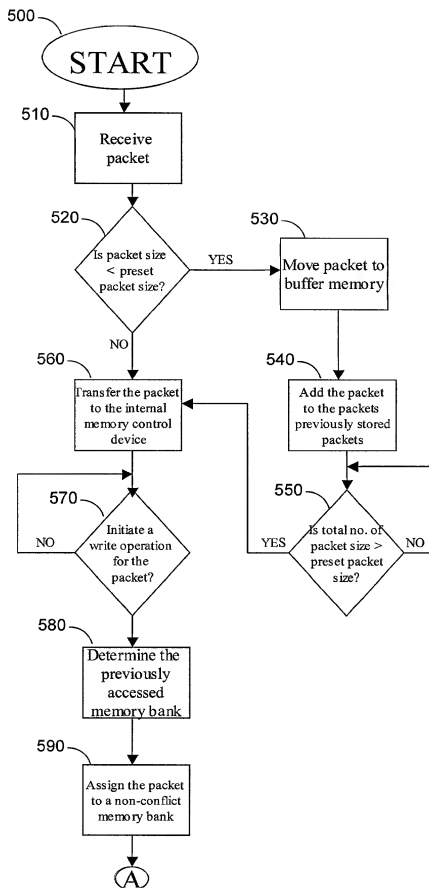 500
START
510
Receive
packet
520
Is packet size
< preset
packet size?
YES
530
Move packet to
buffer memory
NO
540
Add the packet
to the packets
previously stored
packets
550
Is total no. of
packet size >
preset packet
size?
YES
NO
560
Transfer the packet
to the internal
memory control
device
570
Initiate a
write operation
for the
packet?
NO
580
Determine the
previously
accessed
memory bank
590
Assign the packet
to a non-conflict
memory bank
A